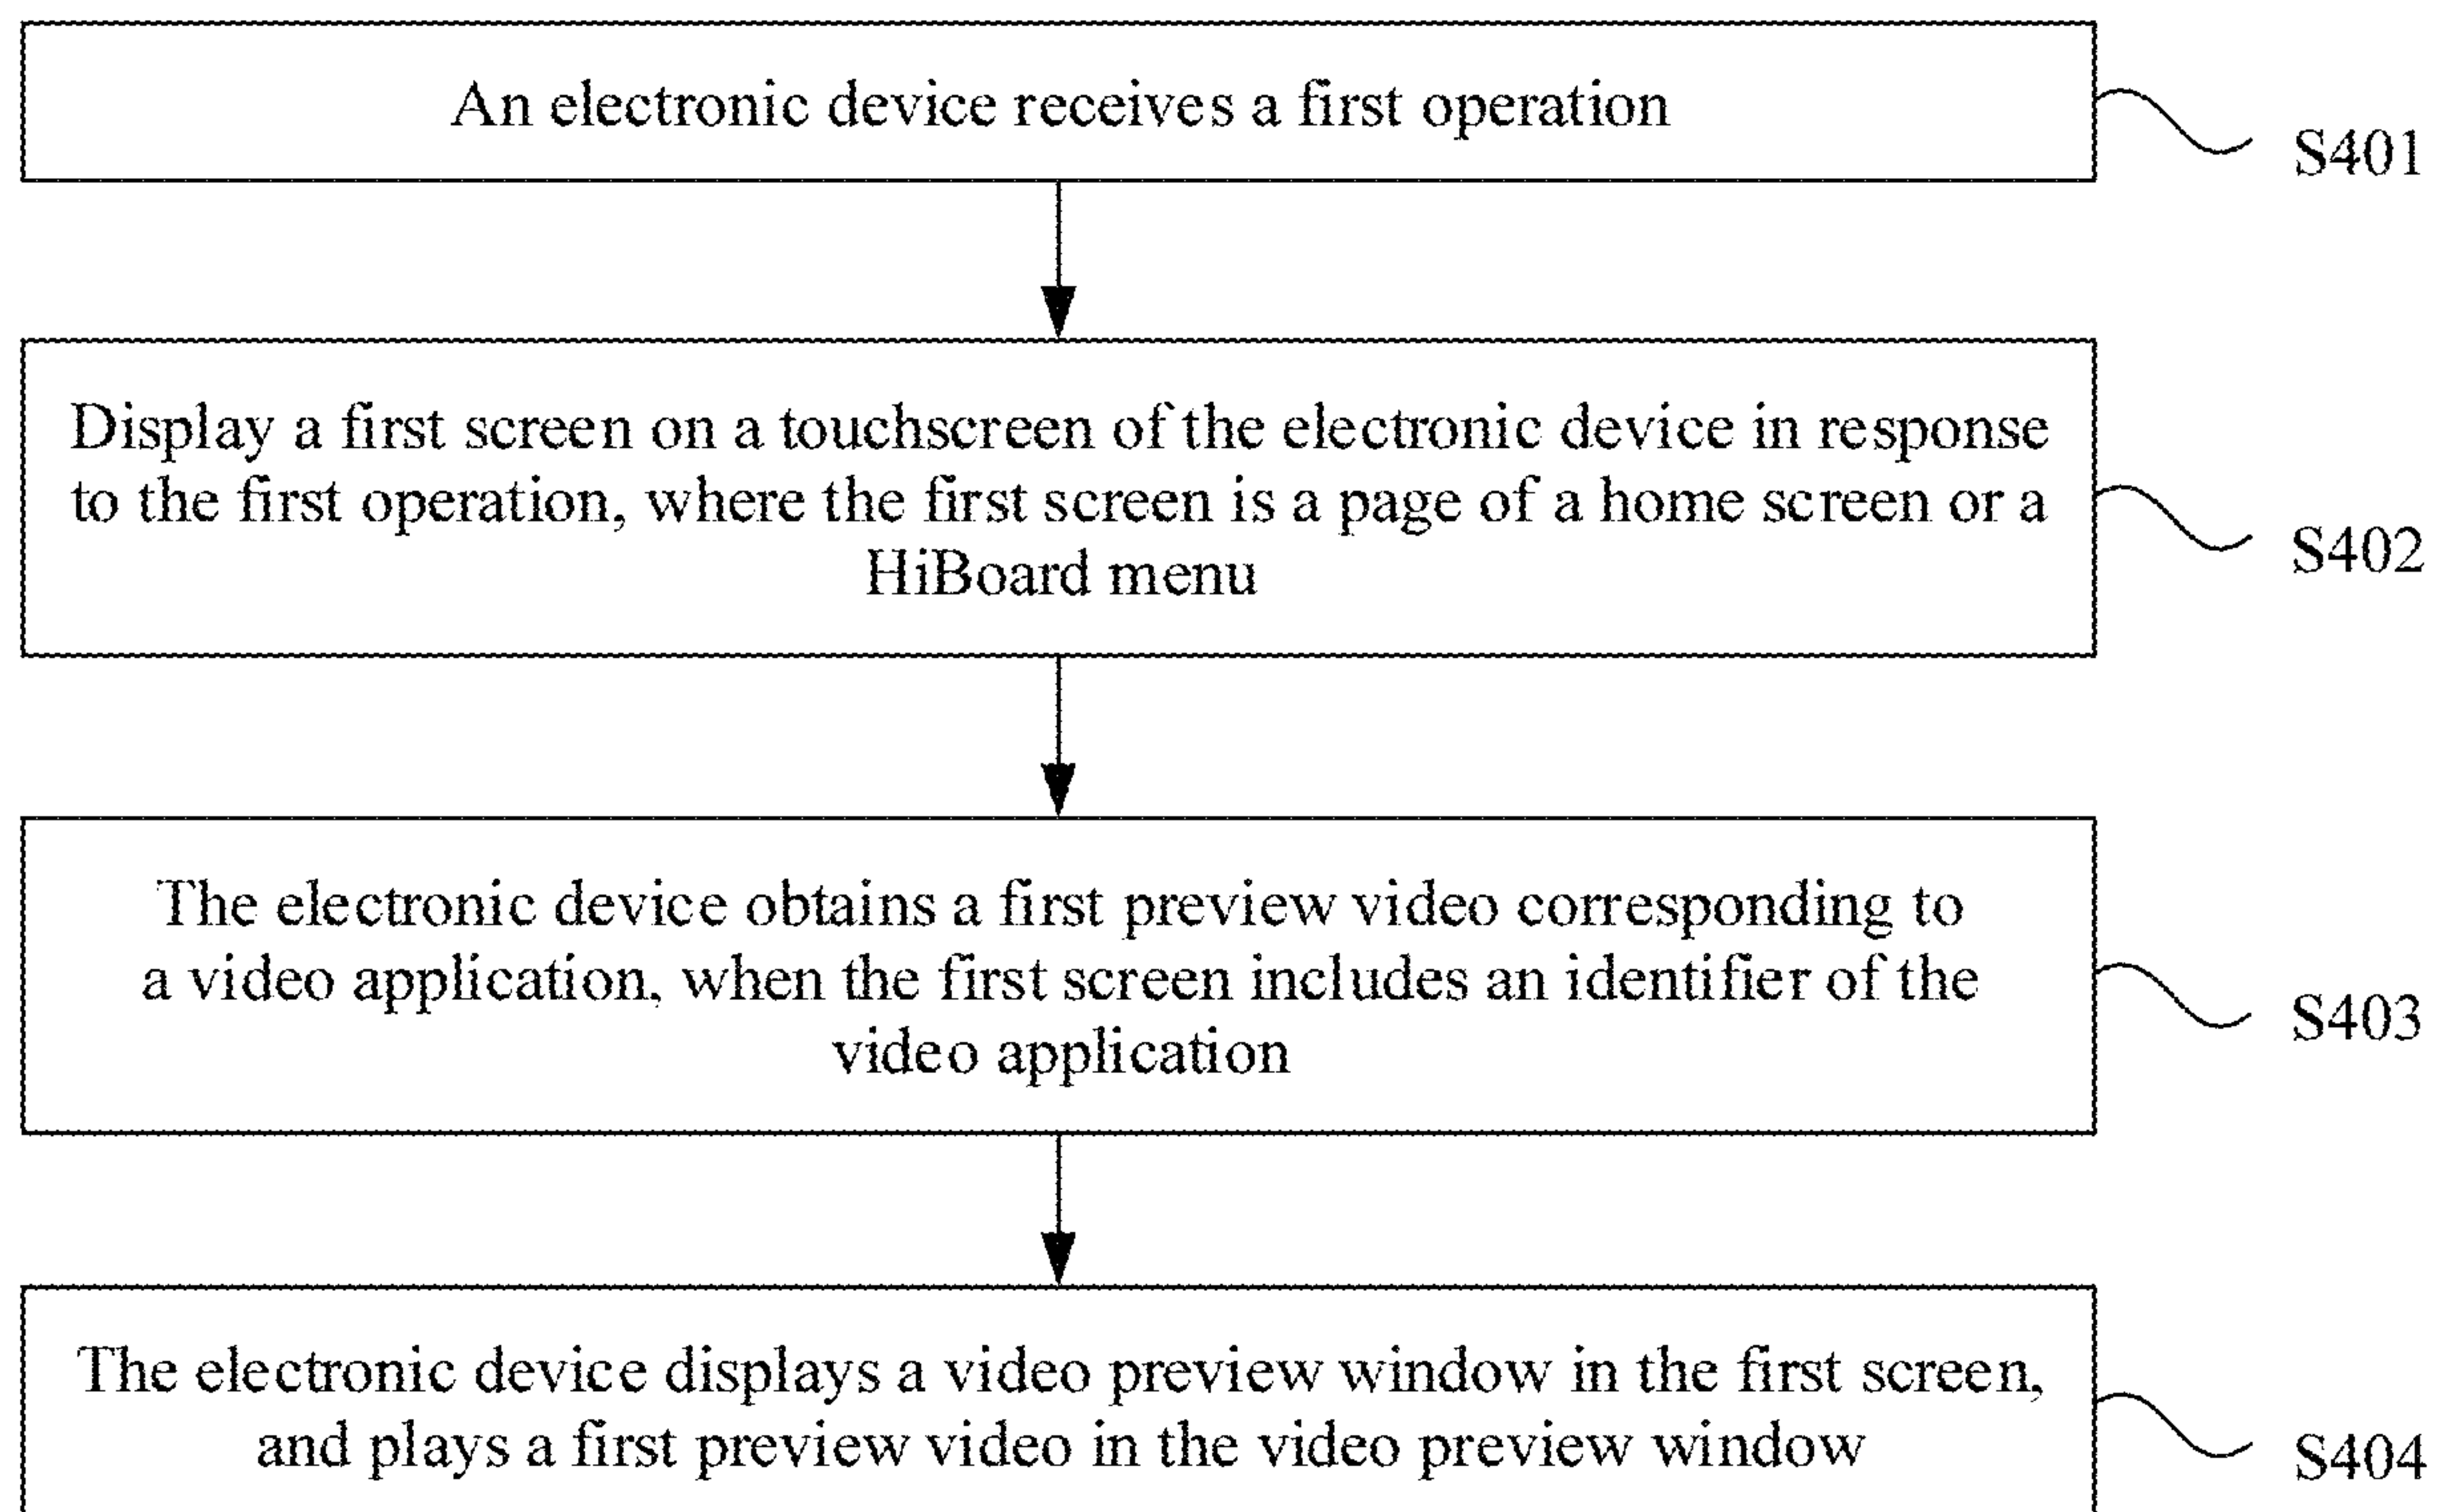 An electronic device receives a first operation
S401
Display a first screen on a touchscreen of the electronic device in response
to the first operation, where the first screen is a page of a home screen or a
HiBoard menu
S402
The electronic device obtains a first preview video corresponding to
a video application, when the first screen includes an identifier of the
video application
S403
The electronic device displays a video preview window in the first screen,
and plays a first preview video in the video preview window
S404